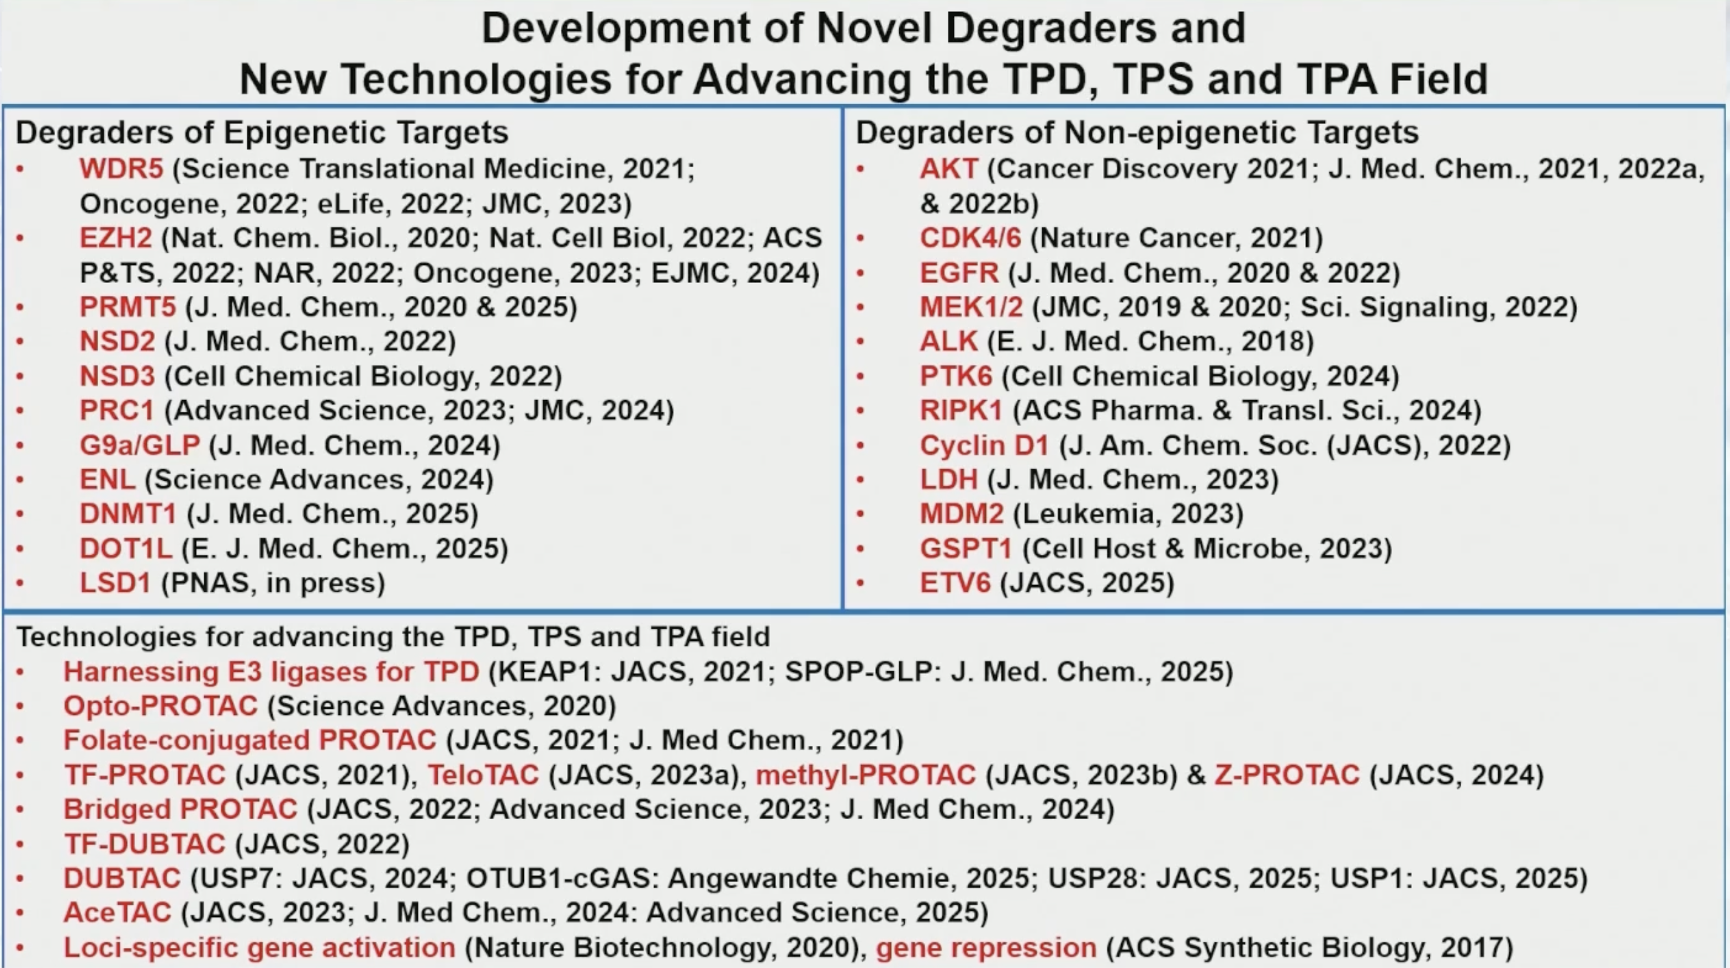 Development of Novel Degraders and
New Technologies for Advancing the TPD, TPS and TPA Field
Degraders of Epigenetic Targets
• WDR5 (Science Translational Medicine, 2021;
Oncogene, 2022; eLife, 2022; JMC, 2023)
• EZH2 (Nat. Chem. Biol., 2020; Nat. Cell Biol, 2022; ACS
P&TS, 2022; NAR, 2022; Oncogene, 2023; EJMC, 2024)
• PRMT5 (J. Med. Chem., 2020 & 2025)
• NSD2 (J. Med. Chem., 2022)
• NSD3 (Cell Chemical Biology, 2022)
• PRC1 (Advanced Science, 2023; JMC, 2024)
• G9a/GLP (J. Med. Chem., 2024)
• ENL (Science Advances, 2024)
• DNMT1 (J. Med. Chem., 2025)
• DOT1L (E. J. Med. Chem., 2025)
• LSD1 (PNAS, in press)
Degraders of Non-epigenetic Targets
• AKT (Cancer Discovery 2021; J. Med. Chem., 2021, 2022a,
& 2022b)
• CDK4/6 (Nature Cancer, 2021)
• EGFR (J. Med. Chem., 2020 & 2022)
• MEK1/2 (JMC, 2019 & 2020; Sci. Signaling, 2022)
• ALK (E. J. Med. Chem., 2018)
• PTK6 (Cell Chemical Biology, 2024)
• RIPK1 (ACS Pharma. & Transl. Sci., 2024)
• Cyclin D1 (J. Am. Chem. Soc. (JACS), 2022)
• LDH (J. Med. Chem., 2023)
• MDM2 (Leukemia, 2023)
• GSPT1 (Cell Host & Microbe, 2023)
• ETV6 (JACS, 2025)
Technologies for advancing the TPD, TPS and TPA field
• Harnessing E3 ligases for TPD (KEAP1: JACS, 2021; SPOP-GLP: J. Med. Chem., 2025)
• Opto-PROTAC (Science Advances, 2020)
• Folate-conjugated PROTAC (JACS, 2021; J. Med Chem., 2021)
• TF-PROTAC (JACS, 2021), TeloTAC (JACS, 2023a), methyl-PROTAC (JACS, 2023b) & Z-PROTAC (JACS, 2024)
• Bridged PROTAC (JACS, 2022; Advanced Science, 2023; J. Med Chem., 2024)
• TF-DUBTAC (JACS, 2022)
• DUBTAC (USP7: JACS, 2024; OTUB1-cGAS: Angewandte Chemie, 2025; USP28: JACS, 2025; USP1: JACS, 2025)
• AceTAC (JACS, 2023; J. Med Chem., 2024: Advanced Science, 2025)
• Loci-specific gene activation (Nature Biotechnology, 2020), gene repression (ACS Synthetic Biology, 2017)